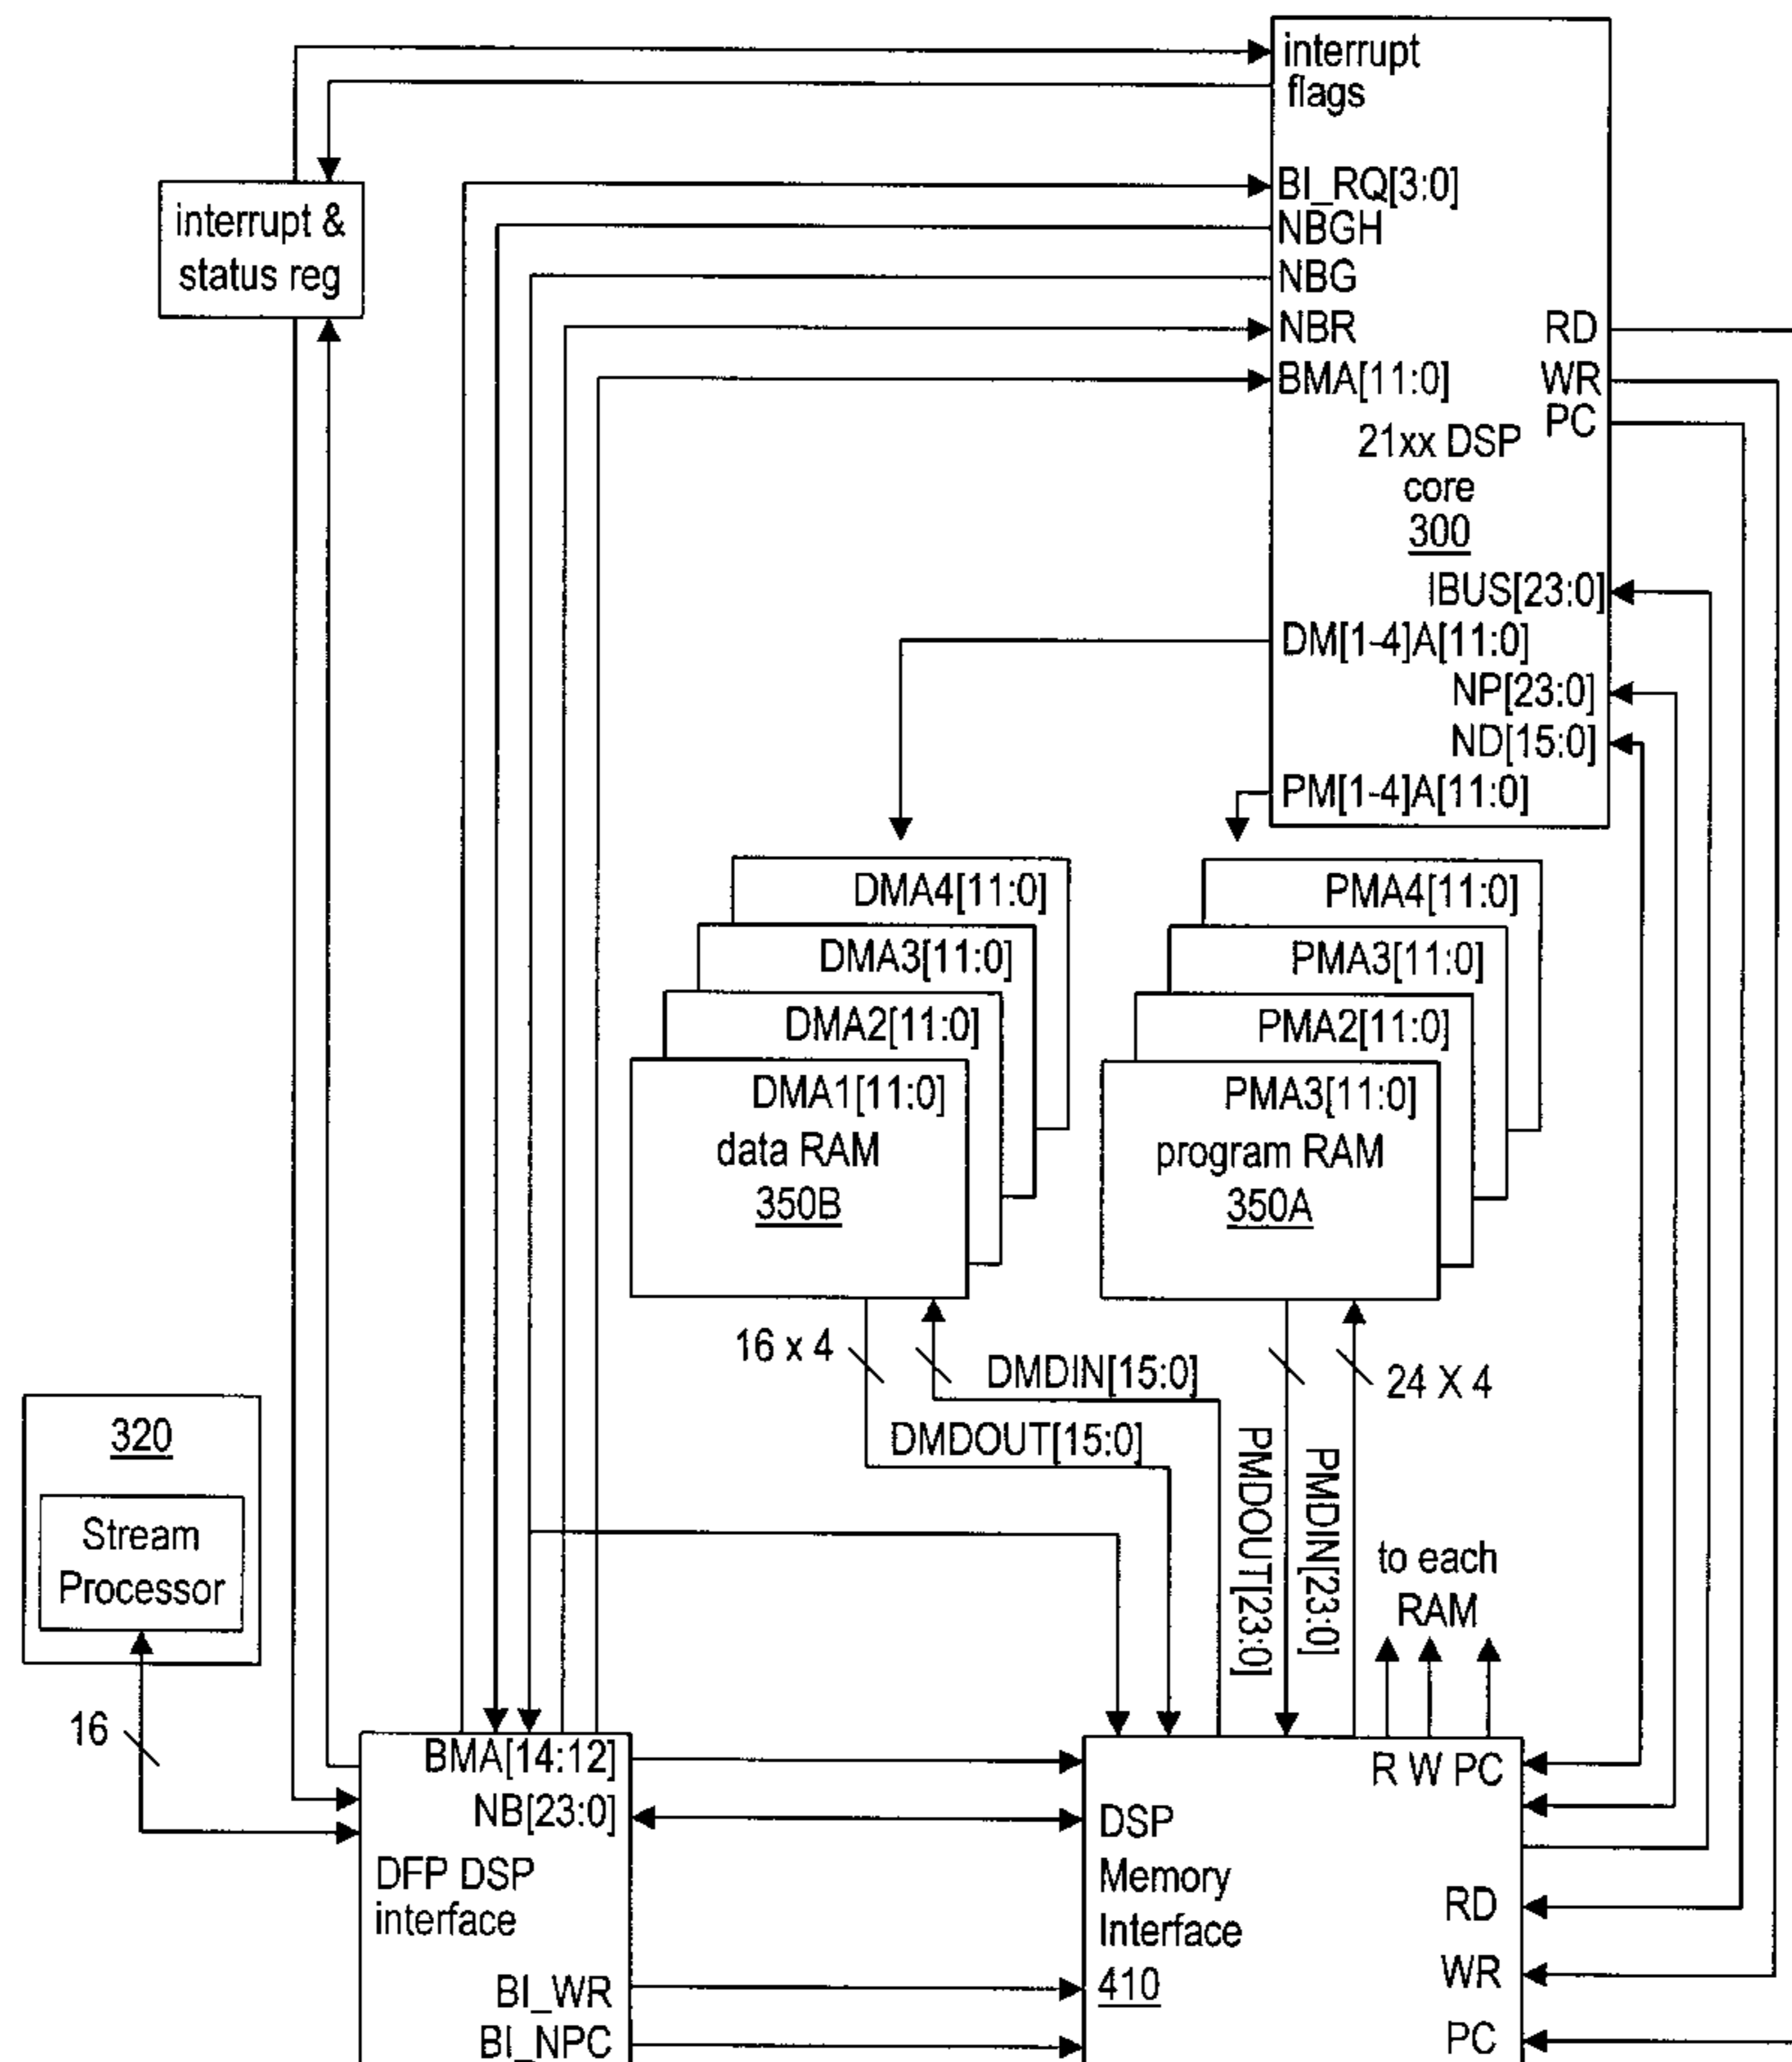 interrupt
flags
interrupt &
status reg
BI_RQ[3:0]
NBGH
NBG
NBR
BMA[11:0]
RD
WR
PC
21xx DSP
core
300
IBUS[23:0]
DM[1-4]A[11:0]
NP[23:0]
ND[15:0]
PM[1-4]A[11:0]
DMA4[11:0]
DMA3[11:0]
DMA2[11:0]
DMA1[11:0]
data RAM
350B
PMA4[11:0]
PMA3[11:0]
PMA2[11:0]
PMA3[11:0]
program RAM
350A
16 x 4
DMDIN[15:0]
24 X 4
DMDOUT[15:0]
PMDOUT[23:0]
PMDIN[23:0]
320
Stream
Processor
to each
RAM
16
BMA[14:12]
NB[23:0]
DFP DSP
interface
BI_WR
BI_NPC
R W PC
DSP
Memory
Interface
410
RD
WR
PC